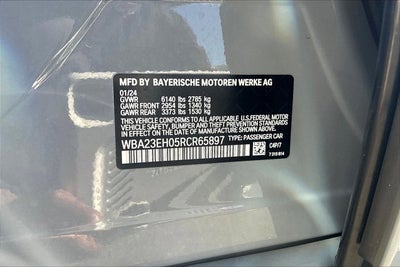 MFD BY BAYERISCHE MOTOREN WERKE AG
01/24
GVWR 6140 lbs 2785 kg
GAWR FRONT 2954 lbs 1340 kg
GAWR REAR 3373 lbs 1530 kg
THIS VEHICLE CONFORMS TO ALL APPLICABLE U.S. FEDERAL MOTOR
VEHICLE SAFETY, BUMPER, AND THEFT PREVENTION STANDARDS
IN EFFECT ON THE DATE OF MANUFACTURE SHOWN ABOVE.
WBA23EH05RCR65897 TYPE: PASSENGER CAR
C4P/7